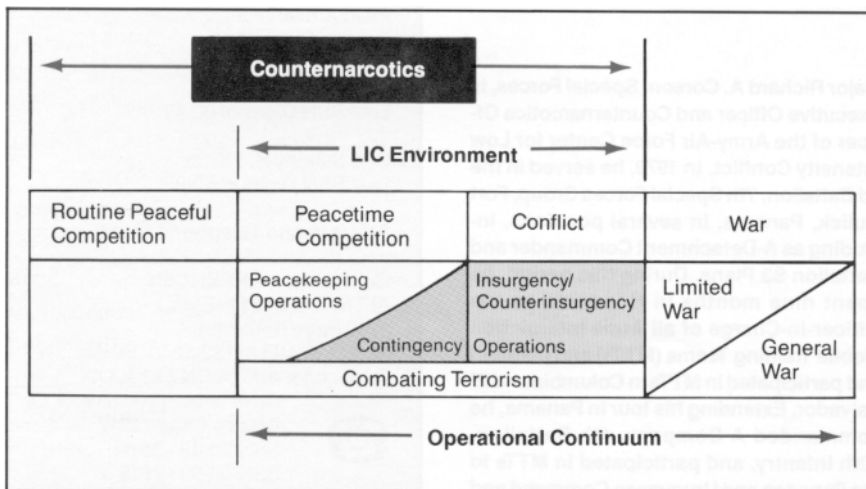 Counternarcotics
LIC Environment
Routine Peaceful
Competition
Peacetime
Competition
Conflict
War
Peacekeeping
Operations
Insurgency/
Counterinsurgency
Contingency Operations
Limited
War
General
War
Combating Terrorism
Operational Continuum